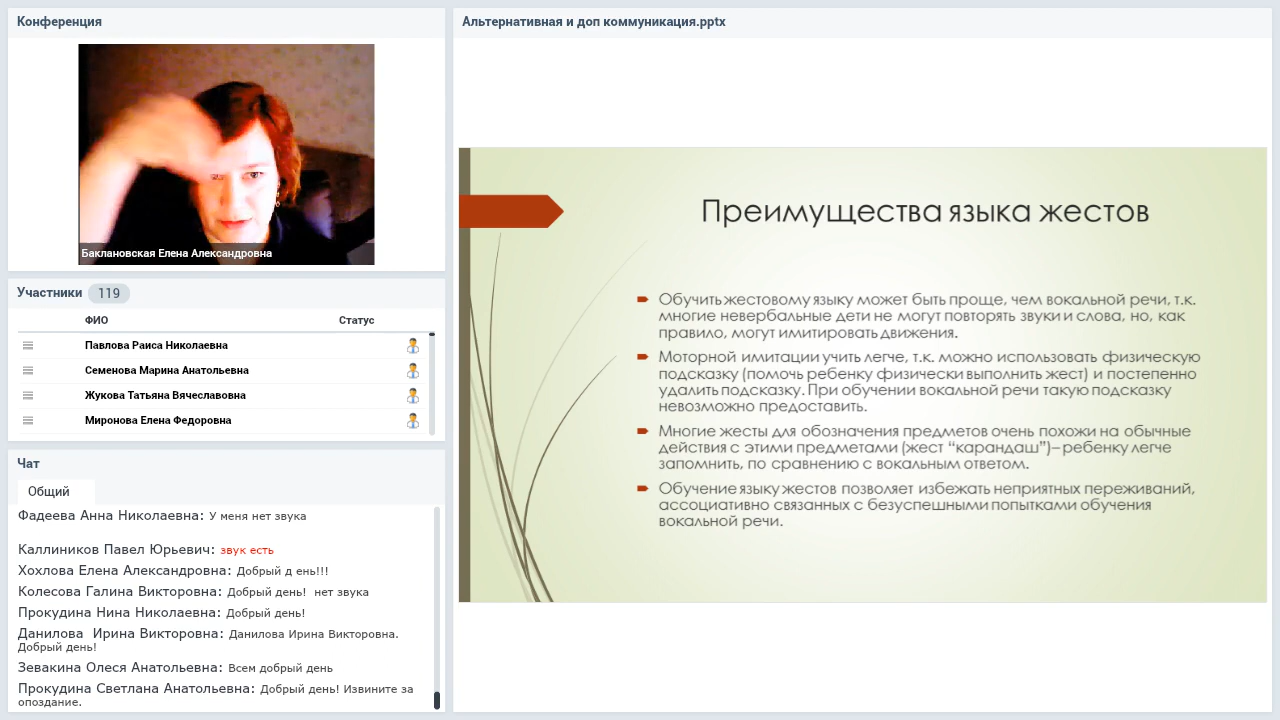 Конференция
Баклановская Елена Александровна
Участники 119
ФИО Статус
Павлова Раиса Николаевна
Семенова Марина Анатольевна
Жукова Татьяна Вячеславовна
Миронова Елена Федоровна
Чат
Общий
Фадеева Анна Николаевна: У меня нет звука
Каллиников Павел Юрьевич: звук есть
Хохлова Елена Александровна: Добрый д ень!!!
Колесова Галина Викторовна: Добрый день!  нет звука
Прокудина Нина Николаевна: Добрый день!
Данилова  Ирина Викторовна: Данилова Ирина Викторовна.
Добрый день!
Зевакина Олеся Анатольевна: Всем добрый день
Прокудина Светлана Анатольевна: Добрый день! Извините за
опоздание.
Альтернативная и доп коммуникация.pptx
Преимущества языка жестов
Обучить жестовому языку может быть проще, чем вокальной речи, т.к.
многие невербальные дети не могут повторять звуки и слова, но, как
правило, могут имитировать движения.
Моторной имитации учить легче, т.к. можно использовать физическую
подсказку (помочь ребенку физически выполнить жест) и постепенно
удалить подсказку. При обучении вокальной речи такую подсказку
невозможно предоставить.
Многие жесты для обозначения предметов очень похожи на обычные
действия с этими предметами (жест “карандаш”)– ребенку легче
запомнить, по сравнению с вокальным ответом.
Обучение языку жестов позволяет избежать неприятных переживаний,
ассоциативно связанных с безуспешными попытками обучения
вокальной речи.